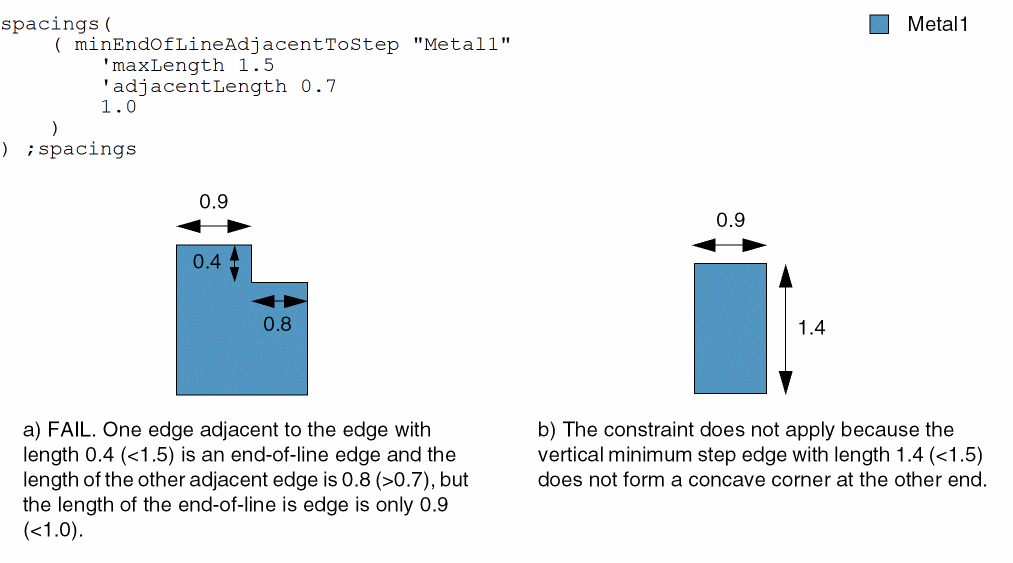 spacings(
( minEndOfLineAdjacentToStep "Metal1"
'maxLength 1.5
'adjacentLength 0.7
1.0
)
) ;spacings
Metal1
0.9
0.4
0.8
0.9
1.4
a) FAIL. One edge adjacent to the edge with
length 0.4 (<1.5) is an end-of-line edge and the
length of the other adjacent edge is 0.8 (>0.7), but
the length of the end-of-line is edge is only 0.9
(<1.0).
b) The constraint does not apply because the
vertical minimum step edge with length 1.4 (<1.5)
does not form a concave corner at the other end.